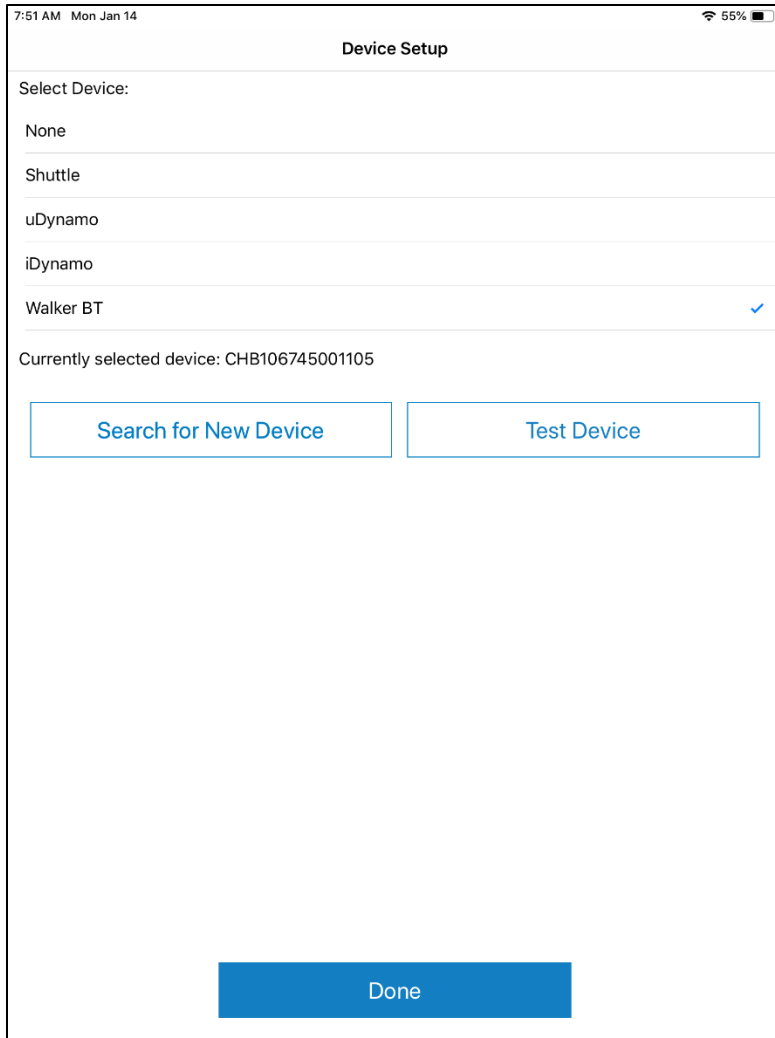 7:51 AM Mon Jan 14 55%
Device Setup
Select Device:
None
Shuttle
uDynamo
iDynamo
Walker BT
Currently selected device: CHB106745001105
Search for New Device Test Device
Done